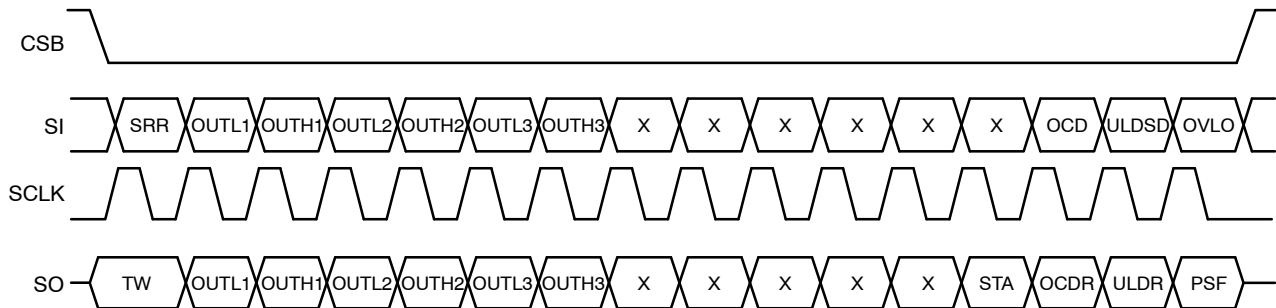 CSB
SI SRR OUTL1 OUTH1 OUTL2 OUTH2 OUTL3 OUTH3 X X X X X X OCD ULDSD OVLO
SCLK
SO TW OUTL1 OUTH1 OUTL2 OUTH2 OUTL3 OUTH3 X X X X X STA OCDR ULDR PSF